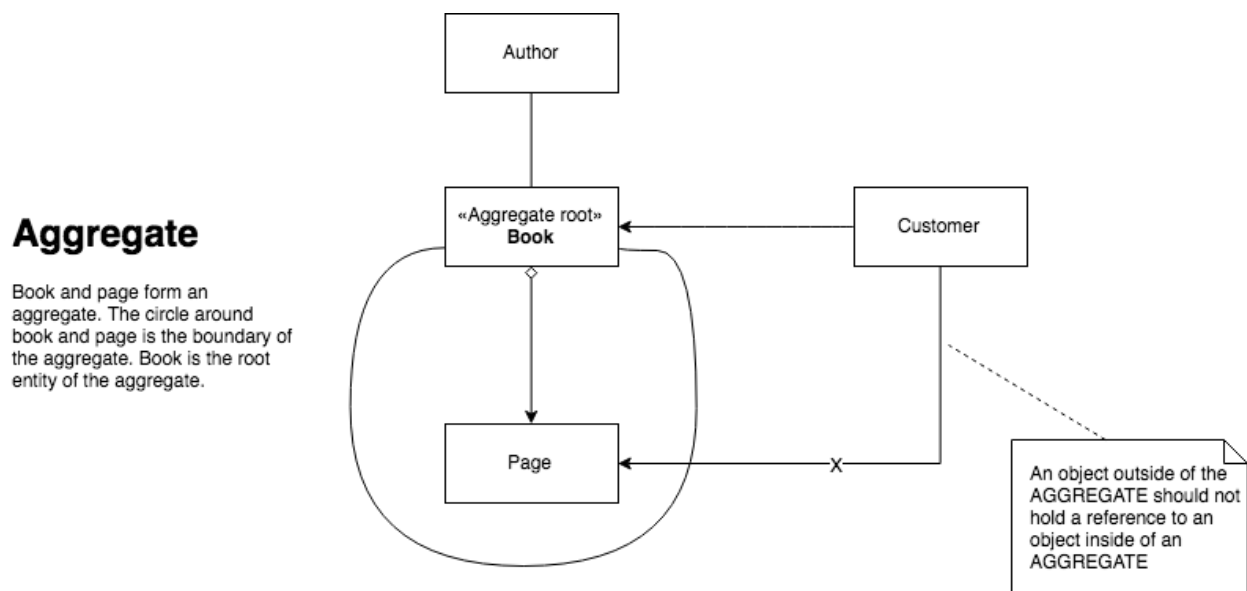 Author
«Aggregate root»
Book
Customer
Aggregate
Book and page form an
aggregate. The circle around
book and page is the boundary of
the aggregate. Book is the root
entity of the aggregate.
Page
X
An object outside of the
AGGREGATE should not
hold a reference to an
object inside of an
AGGREGATE